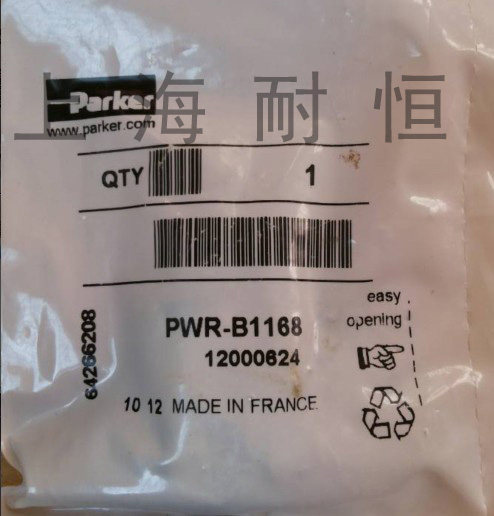 Parker
上海耐恒
www.parker.com
QTY 1
easy
opening
PWR-B1168
12000624
64266208
10 12 MADE IN FRANCE